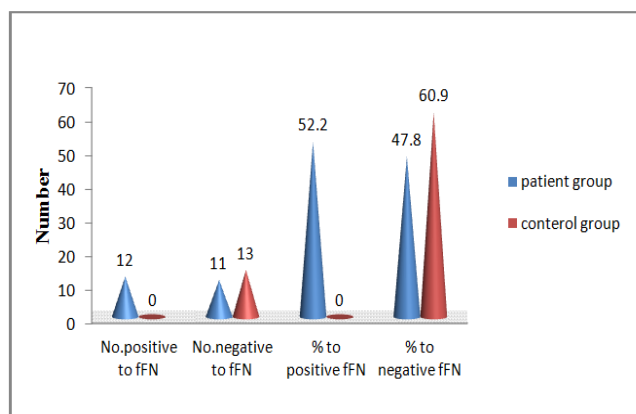 Number
70
60
50
40
30
20
10
0
12
0
11
13
52.2
0
47.8
60.9
No.positive
to fFN
No.negative
to fFN
% to
positive fFN
% to
negative fFN
patient group
conterol group